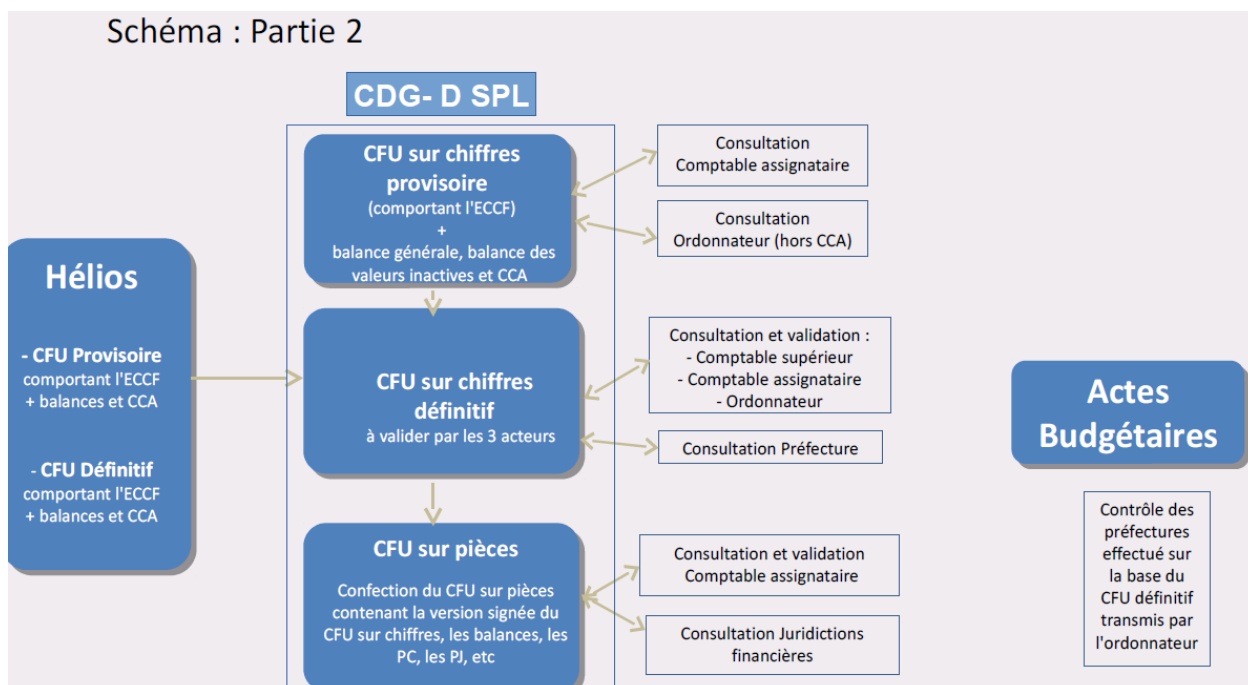 Schéma : Partie 2
CDG- D SPL
Hélios
- CFU Provisoire
comportant l'ECCF
+ balances et CCA
- CFU Définitif
comportant l'ECCF
+ balances et CCA
CFU sur chiffres
provisoire
(comportant l'ECCF)
+
balance générale, balance des
valeurs inactives et CCA
Consultation
Comptable assignataire
Consultation
Ordonnateur (hors CCA)
CFU sur chiffres
définitif
à valider par les 3 acteurs
Consultation et validation :
- Comptable supérieur
- Comptable assignataire
- Ordonnateur
Consultation Préfecture
CFU sur pièces
Confection du CFU sur pièces
contenant la version signée du
CFU sur chiffres, les balances, les
PC, les PJ, etc
Consultation et validation
Comptable assignataire
Consultation Juridictions
financières
Actes
Budgétaires
Contrôle des
préfectures
effectué sur
la base du
CFU définitif
transmis par
l'ordonnateur